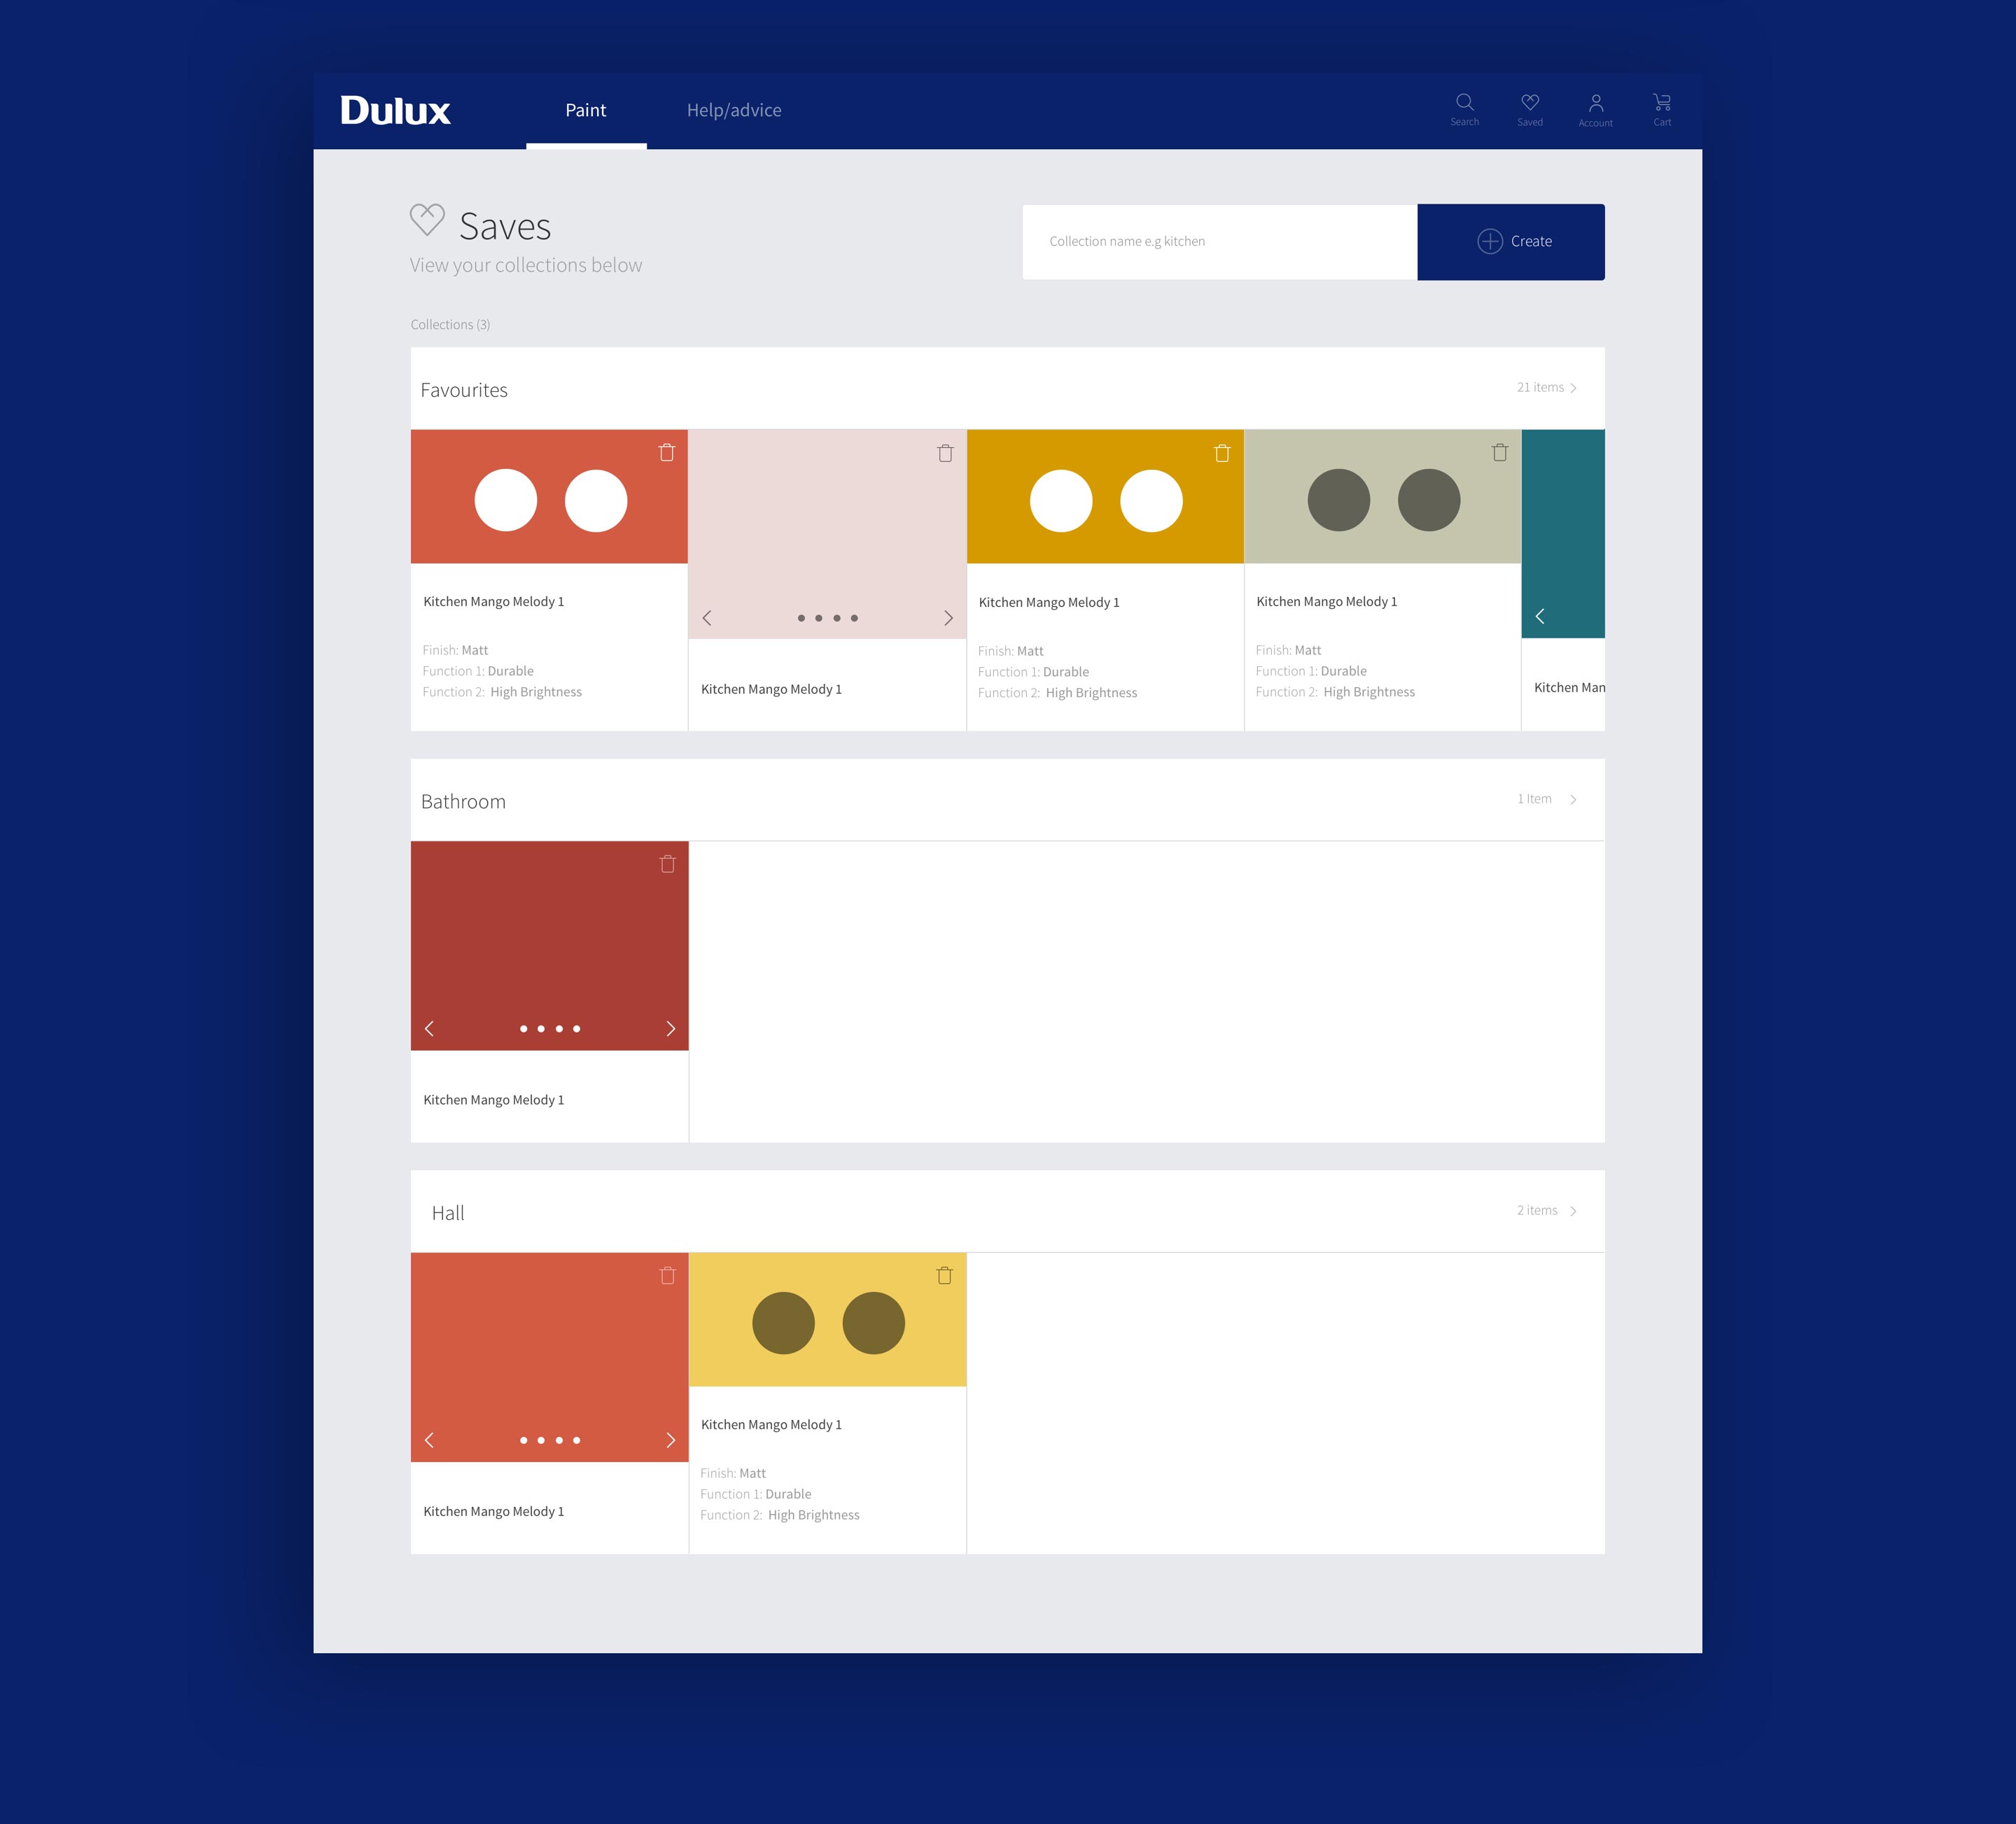 Dulux
Paint
Help/advice
Search
Saved
Account
Cart
Saves
View your collections below
Collection name e.g kitchen
Create
Collections (3)
Favourites
21 items
Kitchen Mango Melody 1
Finish: Matt
Function 1: Durable
Function 2: High Brightness
Kitchen Mango Melody 1
Kitchen Mango Melody 1
Finish: Matt
Function 1: Durable
Function 2: High Brightness
Kitchen Mango Melody 1
Finish: Matt
Function 1: Durable
Function 2: High Brightness
Kitchen Man
Bathroom
1 Item
Kitchen Mango Melody 1
Hall
2 items
Kitchen Mango Melody 1
Kitchen Mango Melody 1
Finish: Matt
Function 1: Durable
Function 2: High Brightness